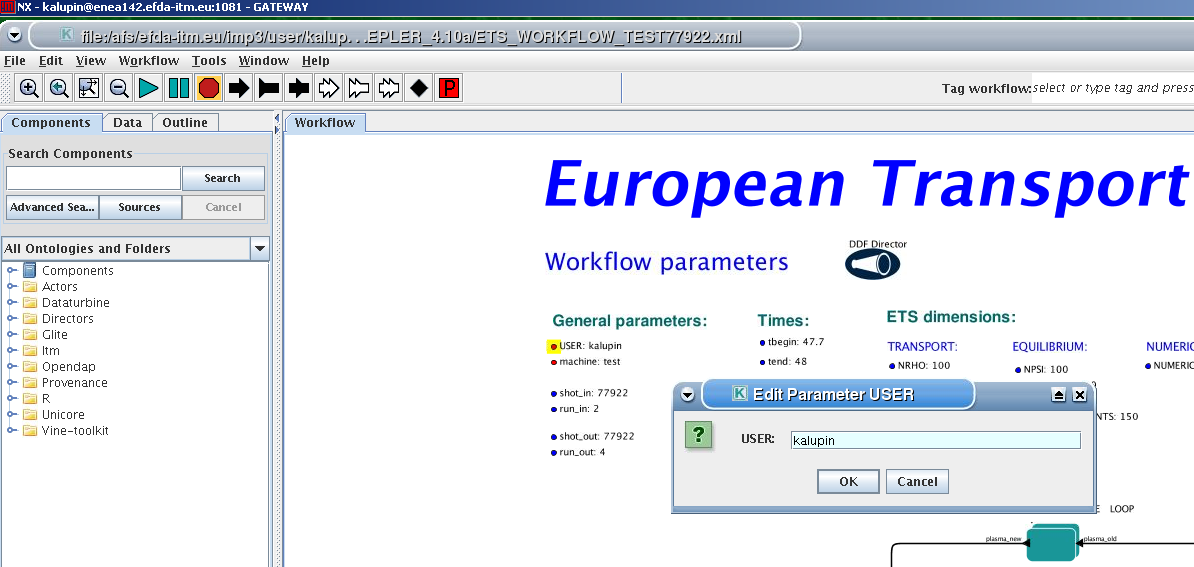 NX - kalupin@enea142.efda-itm.eu:1081 - GATEWAY
file:/afs/efda-itm.eu/imp3/user/kalup. . .EPLER_4.10a/ETS_WORKFLOW_TEST77922.xml
File Edit View Workflow Tools Window Help
P
Tag workflow: select or type tag and press
Components Data Outline
Workflow
Search Components
Search
Advanced Sea... Sources Cancel
All Ontologies and Folders
Components
Actors
Dataturbine
Directors
Glite
Itm
Opendap
Provenance
R
Unicore
Vine-toolkit
European Transport
Workflow parameters
DDF Director
General parameters:
USER: kalupin
machine: test
shot_in: 77922
run_in: 2
shot_out: 77922
run_out: 4
Times:
tbegin: 47.7
tend: 48
ETS dimensions:
TRANSPORT:
NRHO: 100
EQUILIBRIUM:
NPSI: 100
NUMERIC
NUMERIC
NTS: 150
K Edit Parameter USER
? USER: kalupin
OK Cancel
E LOOP
plasma_new plasma_old